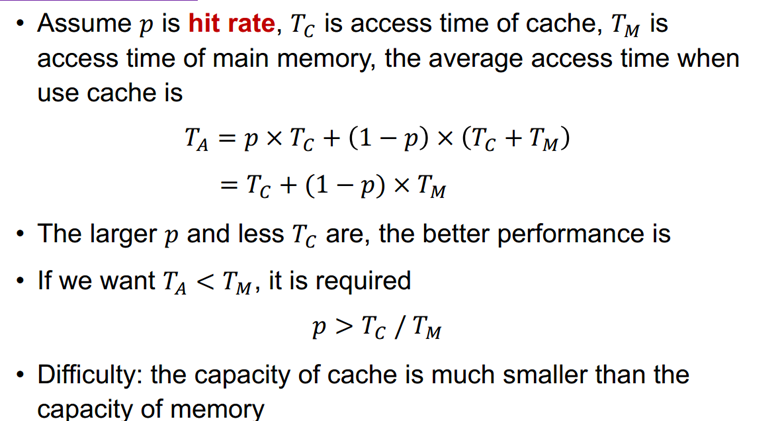 • Assume p is hit rate, T_C is access time of cache, T_M is
access time of main memory, the average access time when
use cache is
T_A = p × T_C + (1 − p) × (T_C + T_M)
= T_C + (1 − p) × T_M
• The larger p and less T_C are, the better performance is
• If we want T_A < T_M, it is required
p > T_C / T_M
• Difficulty: the capacity of cache is much smaller than the
capacity of memory